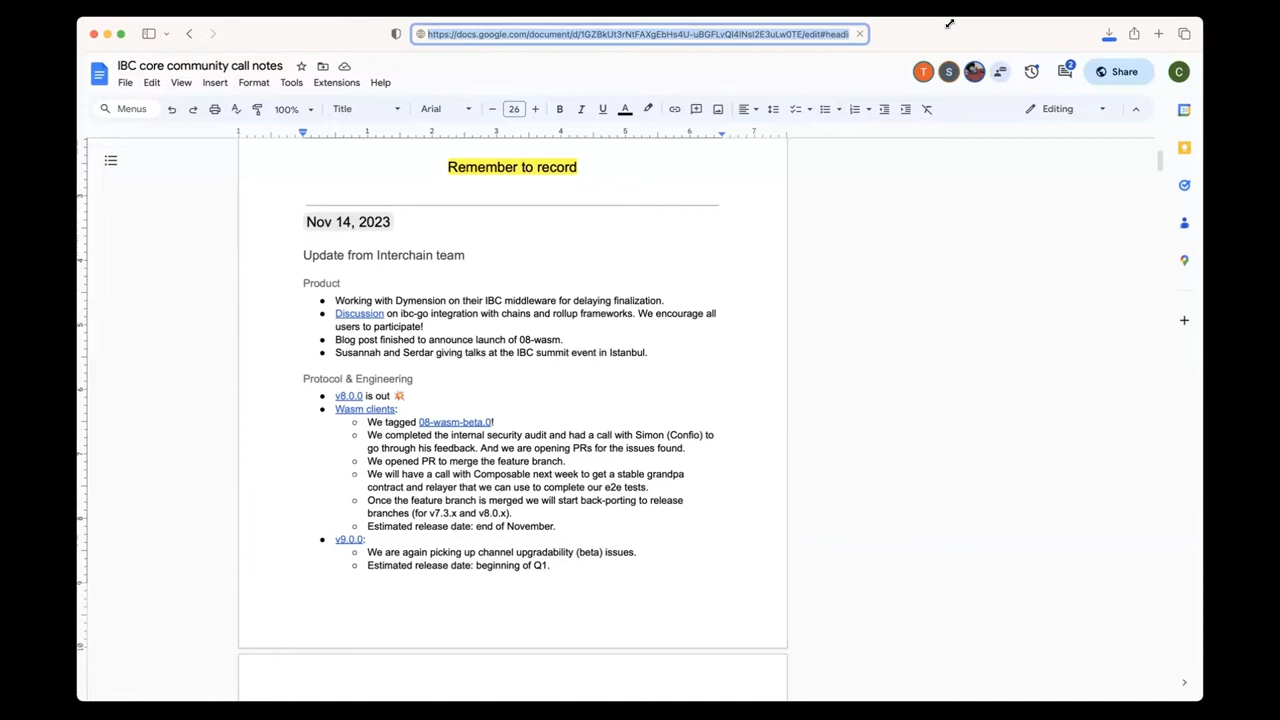 https://docs.google.com/document/d/1GZBkUt3rNtFAXgEbHs4U-uBGFLvQl4lNsI2E3uLw0TE/edit#headi
IBC core community call notes
T
S
2
Share
C
File
Edit
View
Insert
Format
Tools
Extensions
Help
Menus
100%
Title
Arial
26
Editing
1
1
2
3
4
5
6
7
Remember to record
Nov 14, 2023
Update from Interchain team
Product
● Working with Dymension on their IBC middleware for delaying finalization.
● Discussion on ibc-go integration with chains and rollup frameworks. We encourage all
users to participate!
● Blog post finished to announce launch of 08-wasm.
● Susannah and Serdar giving talks at the IBC summit event in Istanbul.
Protocol & Engineering
● v8.0.0 is out 💥
● Wasm clients:
○ We tagged 08-wasm-beta.0!
○ We completed the internal security audit and had a call with Simon (Confio) to
go through his feedback. And we are opening PRs for the issues found.
○ We opened PR to merge the feature branch.
○ We will have a call with Composable next week to get a stable grandpa
contract and relayer that we can use to complete our e2e tests.
○ Once the feature branch is merged we will start back-porting to release
branches (for v7.3.x and v8.0.x).
○ Estimated release date: end of November.
● v9.0.0:
○ We are again picking up channel upgradability (beta) issues.
○ Estimated release date: beginning of Q1.